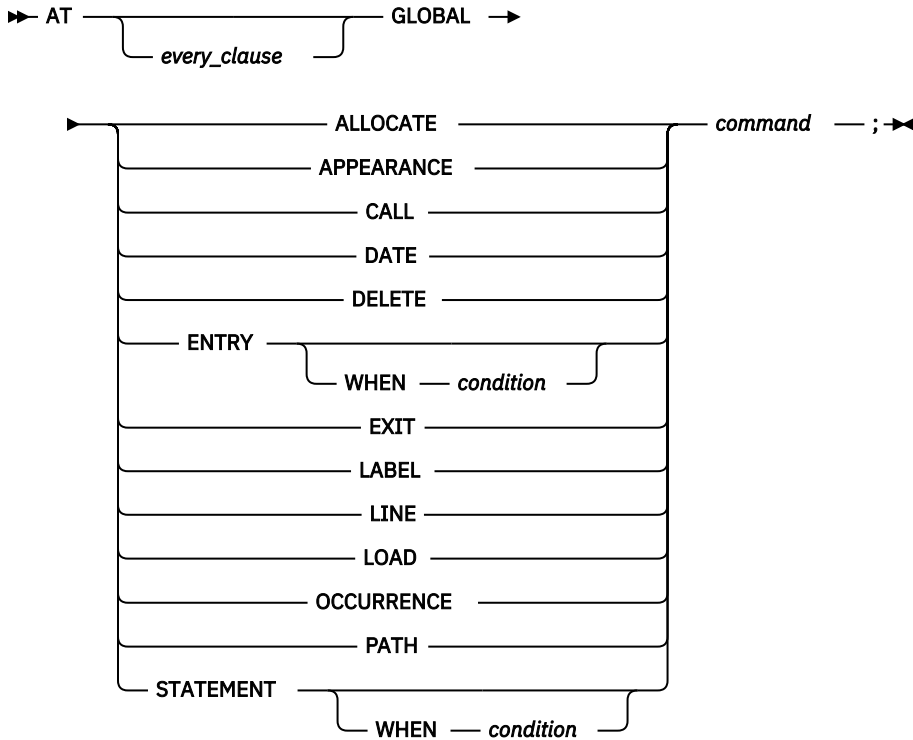 AT GLOBAL
every_clause
ALLOCATE command ;
APPEARANCE
CALL
DATE
DELETE
ENTRY
WHEN condition
EXIT
LABEL
LINE
LOAD
OCCURRENCE
PATH
STATEMENT
WHEN condition